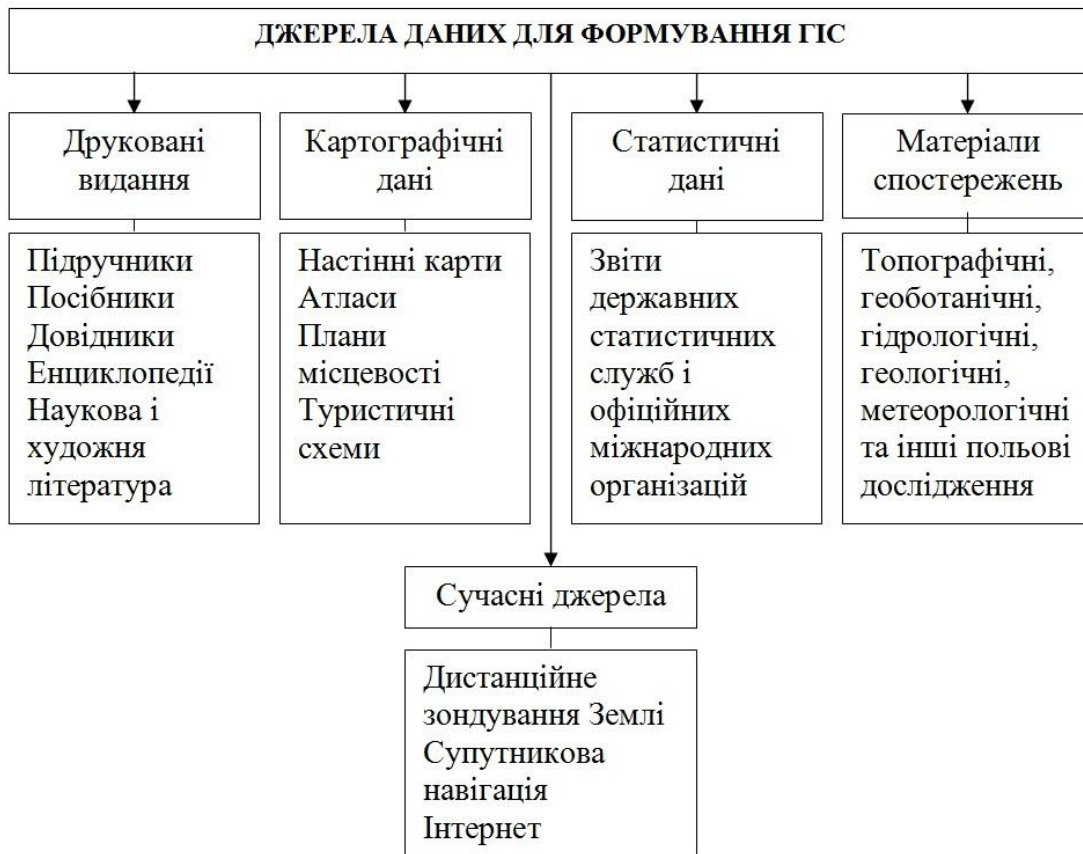 ДЖЕРЕЛА ДАНИХ ДЛЯ ФОРМУВАННЯ ГІС
Друковані
видання
Підручники
Посібники
Довідники
Енциклопедії
Наукова і
художня
література
Картографічні
дані
Настінні карти
Атласи
Плани
місцевості
Туристичні
схеми
Статистичні
дані
Звіти
державних
статистичних
служб і
офіційних
міжнародних
організацій
Матеріали
спостережень
Топографічні,
геоботанічні,
гідрологічні,
геологічні,
метеорологічні
та інші польові
дослідження
Сучасні джерела
Дистанційне
зондування Землі
Супутникова
навігація
Інтернет